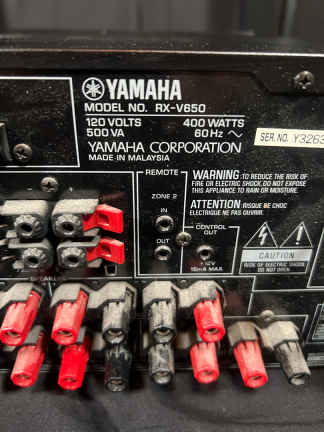 YAMAHA
MODEL NO. RX-V650
120 VOLTS 400 WATTS
500 VA 60 Hz
YAMAHA CORPORATION
MADE IN MALAYSIA
SER.NO. Y3263
REMOTE
ZONE 2
IN
OUT
CONTROL
OUT
+12V
15mA MAX.
WARNING :TO REDUCE THE RISK OF
FIRE OR ELECTRIC SHOCK, DO NOT EXPOSE
THIS APPLIANCE TO RAIN OR MOISTURE.
ATTENTION :RISQUE DE CHOC
ELECTRIQUE NE PAS OUVRIR.
CAUTION
RISK OF ELECTRIC SHOCK
DO NOT OPEN.
SPEAKERS